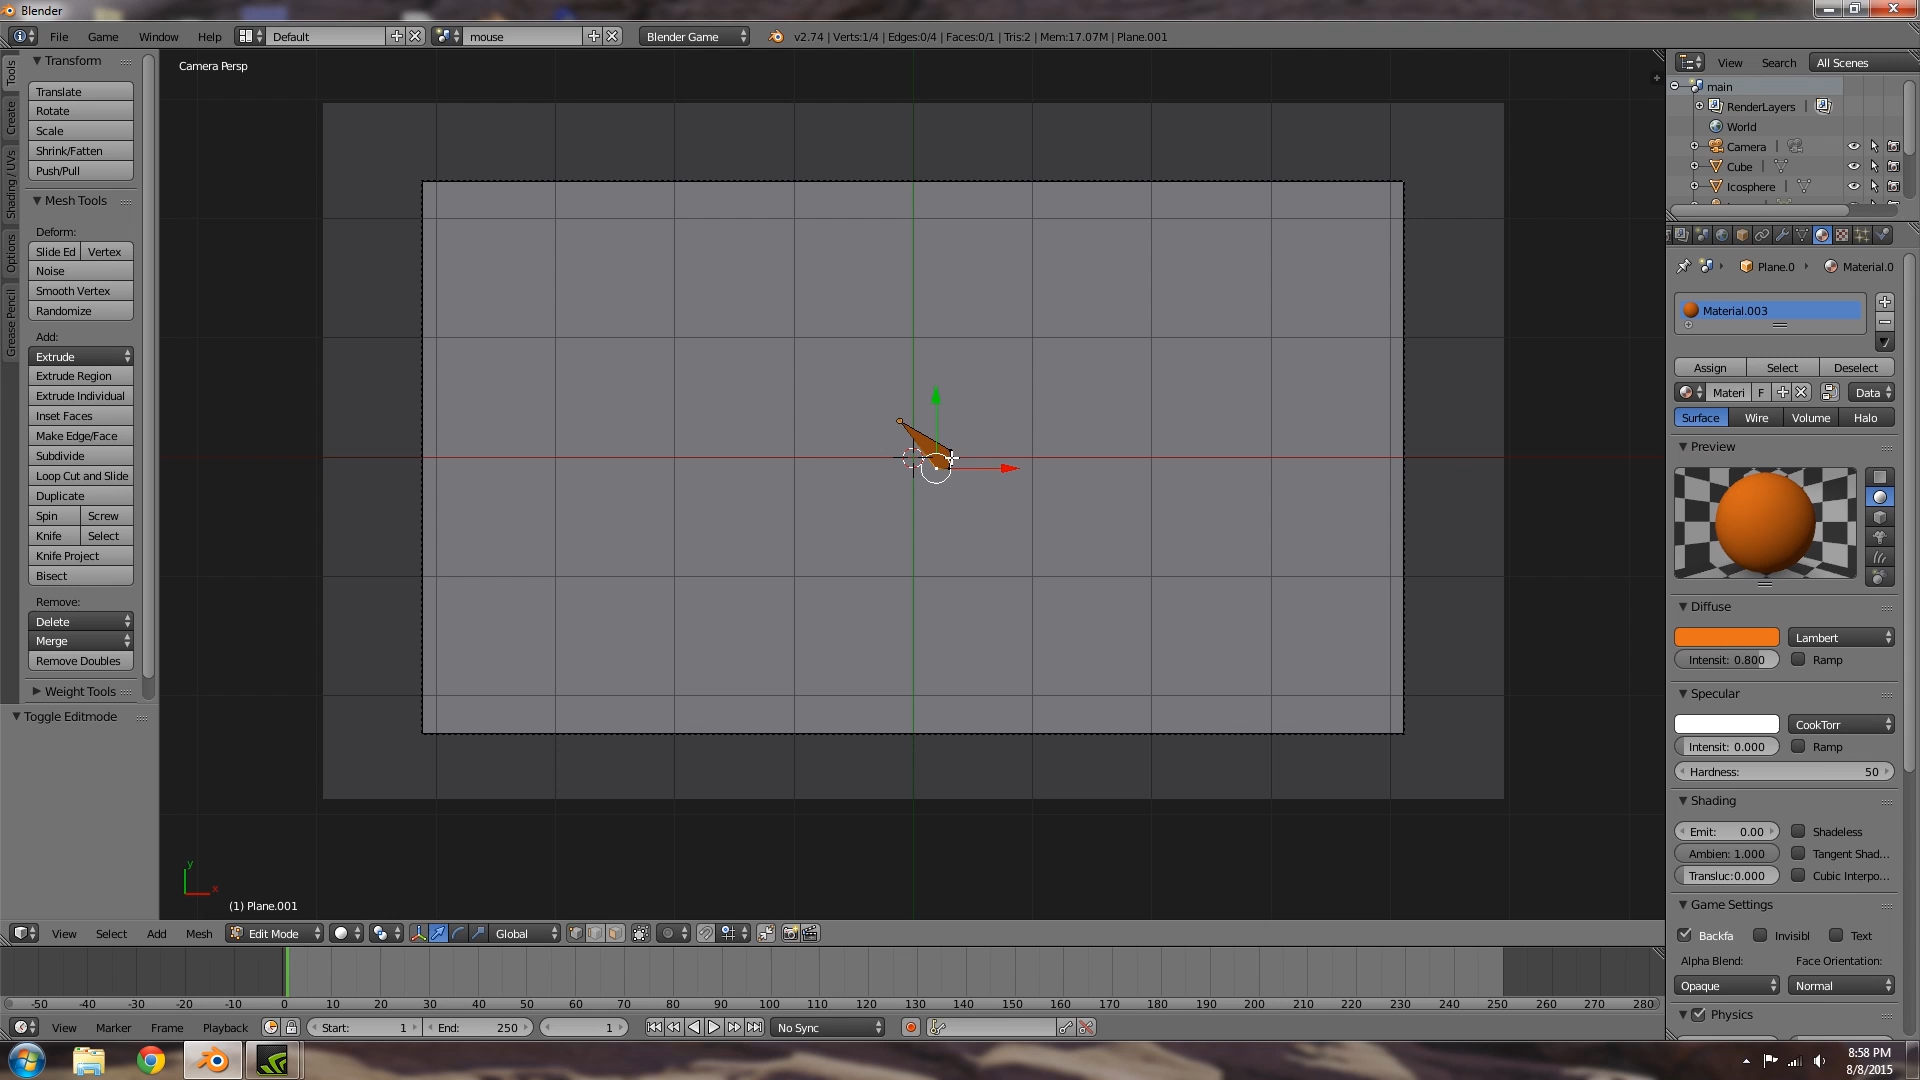 Blender
File Game Window Help Default mouse Blender Game v2.74 | Verts:1/4 | Edges:0/4 | Faces:0/1 | Tris:2 | Mem:17.07M | Plane.001
Tools
Create
Shading / UVs
Options
Grease Pencil
Transform
Translate
Rotate
Scale
Shrink/Fatten
Push/Pull
Mesh Tools
Deform:
Slide Ed Vertex
Noise
Smooth Vertex
Randomize
Add:
Extrude
Extrude Region
Extrude Individual
Inset Faces
Make Edge/Face
Subdivide
Loop Cut and Slide
Duplicate
Spin Screw
Knife Select
Knife Project
Bisect
Remove:
Delete
Merge
Remove Doubles
Weight Tools
Toggle Editmode
Camera Persp
y
x
(1) Plane.001
View Select Add Mesh Edit Mode Global
-50 -40 -30 -20 -10 0 10 20 30 40 50 60 70 80 90 100 110 120 130 140 150 160 170 180 190 200 210 220 230 240 250 260 270 280
View Marker Frame Playback Start: 1 End: 250 1 No Sync
View Search All Scenes
main
RenderLayers |
World
Camera |
Cube |
Icosphere |
Plane.0 Material.0
Material.003
Assign Select Deselect
Materi F Data
Surface Wire Volume Halo
Preview
Diffuse
Lambert
Intensit: 0.800 Ramp
Specular
CookTorr
Intensit: 0.000 Ramp
Hardness: 50
Shading
Emit: 0.00 Shadeless
Ambien: 1.000 Tangent Shad...
Transluc:0.000 Cubic Interpo...
Game Settings
Backfa Invisibl Text
Alpha Blend: Face Orientation:
Opaque Normal
Physics
8:58 PM
8/8/2015